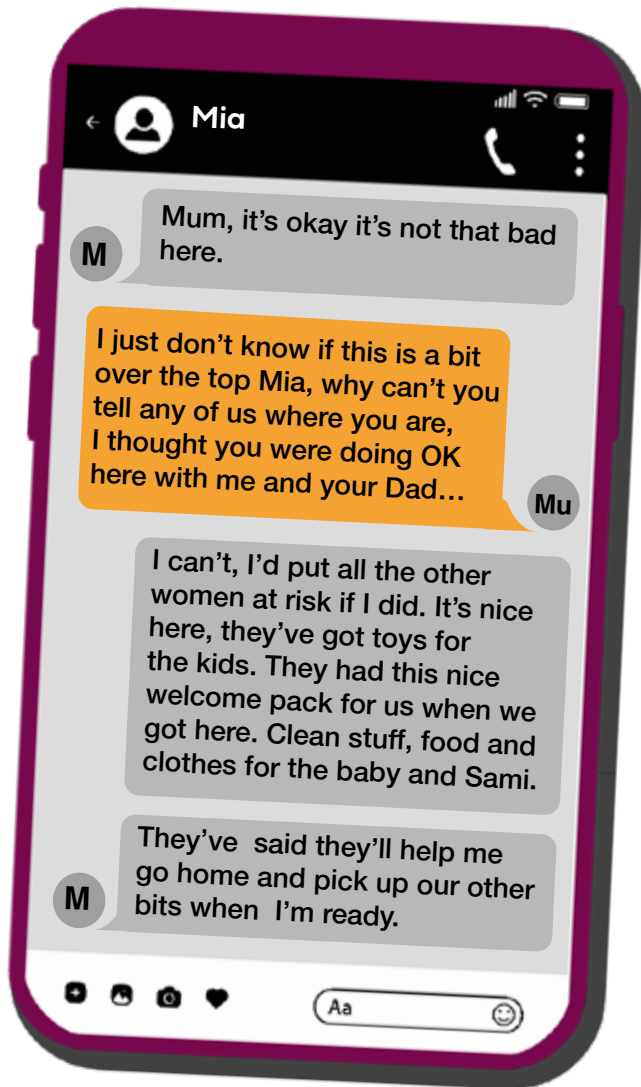 Mia
Mum, it’s okay it’s not that bad
here.
M
I just don’t know if this is a bit
over the top Mia, why can’t you
tell any of us where you are,
I thought you were doing OK
here with me and your Dad…
Mu
I can’t, I’d put all the other
women at risk if I did. It’s nice
here, they’ve got toys for
the kids. They had this nice
welcome pack for us when we
got here. Clean stuff, food and
clothes for the baby and Sami.
They’ve  said they’ll help me
go home and pick up our other
bits when  I’m ready.
M
Aa